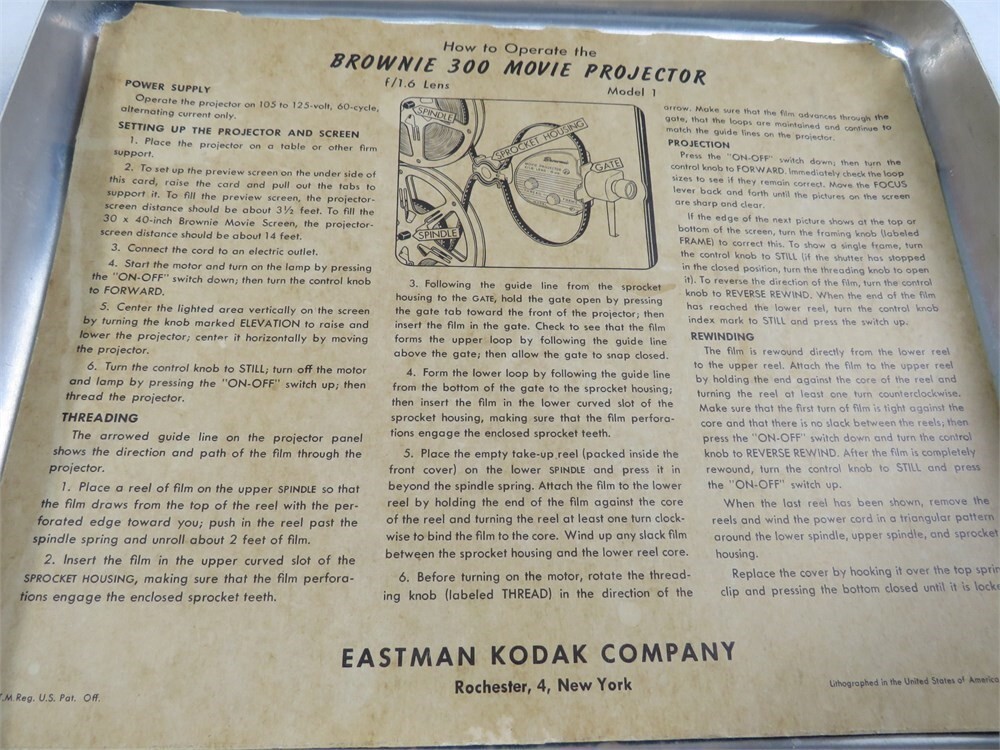 How to Operate the
BROWNIE 300 MOVIE PROJECTOR
f/1.6 Lens
Model 1
POWER SUPPLY
Operate the projector on 105 to 125-volt, 60-cycle,
alternating current only.
SETTING UP THE PROJECTOR AND SCREEN
1. Place the projector on a table or other firm
support.
2. To set up the preview screen on the under side of
this card, raise the card and pull out the tabs to
support it. To fill the preview screen, the projector-
screen distance should be about 3½ feet. To fill the
30 x 40-inch Brownie Movie Screen, the projector-
screen distance should be about 14 feet.
3. Connect the cord to an electric outlet.
4. Start the motor and turn on the lamp by pressing
the "ON-OFF" switch down; then turn the control knob
to FORWARD.
5. Center the lighted area vertically on the screen
by turning the knob marked ELEVATION to raise and
lower the projector; center it horizontally by moving
the projector.
6. Turn the control knob to STILL; turn off the motor
and lamp by pressing the "ON-OFF" switch up; then
thread the projector.
THREADING
The arrowed guide line on the projector panel
shows the direction and path of the film through the
projector.
1. Place a reel of film on the upper SPINDLE so that
the film draws from the top of the reel with the per-
forated edge toward you; push in the reel past the
spindle spring and unroll about 2 feet of film.
2. Insert the film in the upper curved slot of the
SPROCKET HOUSING, making sure that the film perfora-
tions engage the enclosed sprocket teeth.
SPINDLE
SPROCKET HOUSING
GATE
SPINDLE
3. Following the guide line from the sprocket
housing to the GATE, hold the gate open by pressing
the gate tab toward the front of the projector; then
insert the film in the gate. Check to see that the film
forms the upper loop by following the guide line
above the gate; then allow the gate to snap closed.
4. Form the lower loop by following the guide line
from the bottom of the gate to the sprocket housing;
then insert the film in the lower curved slot of the
sprocket housing, making sure that the film perfora-
tions engage the enclosed sprocket teeth.
5. Place the empty take-up reel (packed inside the
front cover) on the lower SPINDLE and press it in
beyond the spindle spring. Attach the film to the lower
reel by holding the end of the film against the core
of the reel and turning the reel at least one turn clock-
wise to bind the film to the core. Wind up any slack film
between the sprocket housing and the lower reel core.
6. Before turning on the motor, rotate the thread-
ing knob (labeled THREAD) in the direction of the
arrow. Make sure that the film advances through the
gate, that the loops are maintained and continue to
match the guide lines on the projector.
PROJECTION
Press the "ON-OFF" switch down; then turn the
control knob to FORWARD. Immediately check the loop
sizes to see if they remain correct. Move the FOCUS
lever back and forth until the pictures on the screen
are sharp and clear.
If the edge of the next picture shows at the top or
bottom of the screen, turn the framing knob (labeled
FRAME) to correct this. To show a single frame, turn
the control knob to STILL (if the shutter has stopped
in the closed position, turn the threading knob to open
it). To reverse the direction of the film, turn the control
knob to REVERSE REWIND. When the end of the film
has reached the lower reel, turn the control knob
index mark to STILL and press the switch up.
REWINDING
The film is rewound directly from the lower reel
to the upper reel. Attach the film to the upper reel
by holding the end against the core of the reel and
turning the reel at least one turn counterclockwise.
Make sure that the first turn of film is tight against the
core and that there is no slack between the reels; then
press the "ON-OFF" switch down and turn the control
knob to REVERSE REWIND. After the film is completely
rewound, turn the control knob to STILL and press
the "ON-OFF" switch up.
When the last reel has been shown, remove the
reels and wind the power cord in a triangular pattern
around the lower spindle, upper spindle, and sprocket
housing.
Replace the cover by hooking it over the top sprin
clip and pressing the bottom closed until it is locke
EASTMAN KODAK COMPANY
Rochester, 4, New York
T.M. Reg. U.S. Pat. Off.
Lithographed in the United States of America